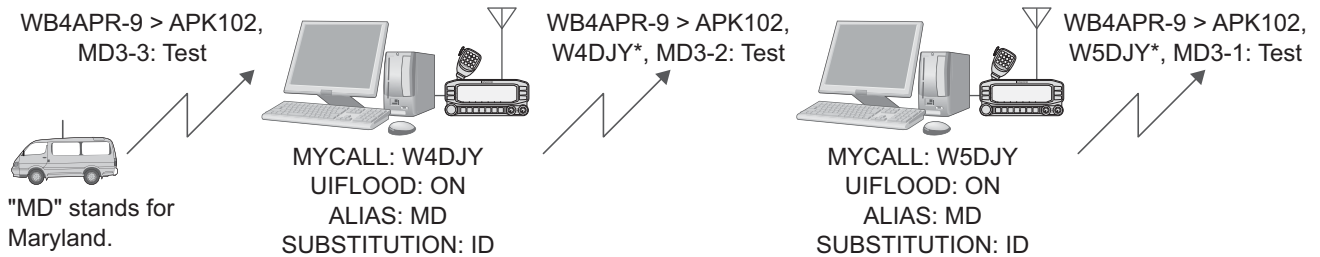 WB4APR-9 > APK102,
MD3-3: Test
WB4APR-9 > APK102,
W4DJY*, MD3-2: Test
WB4APR-9 > APK102,
W5DJY*, MD3-1: Test
"MD" stands for
Maryland.
MYCALL: W4DJY
UIFLOOD: ON
ALIAS: MD
SUBSTITUTION: ID
MYCALL: W5DJY
UIFLOOD: ON
ALIAS: MD
SUBSTITUTION: ID